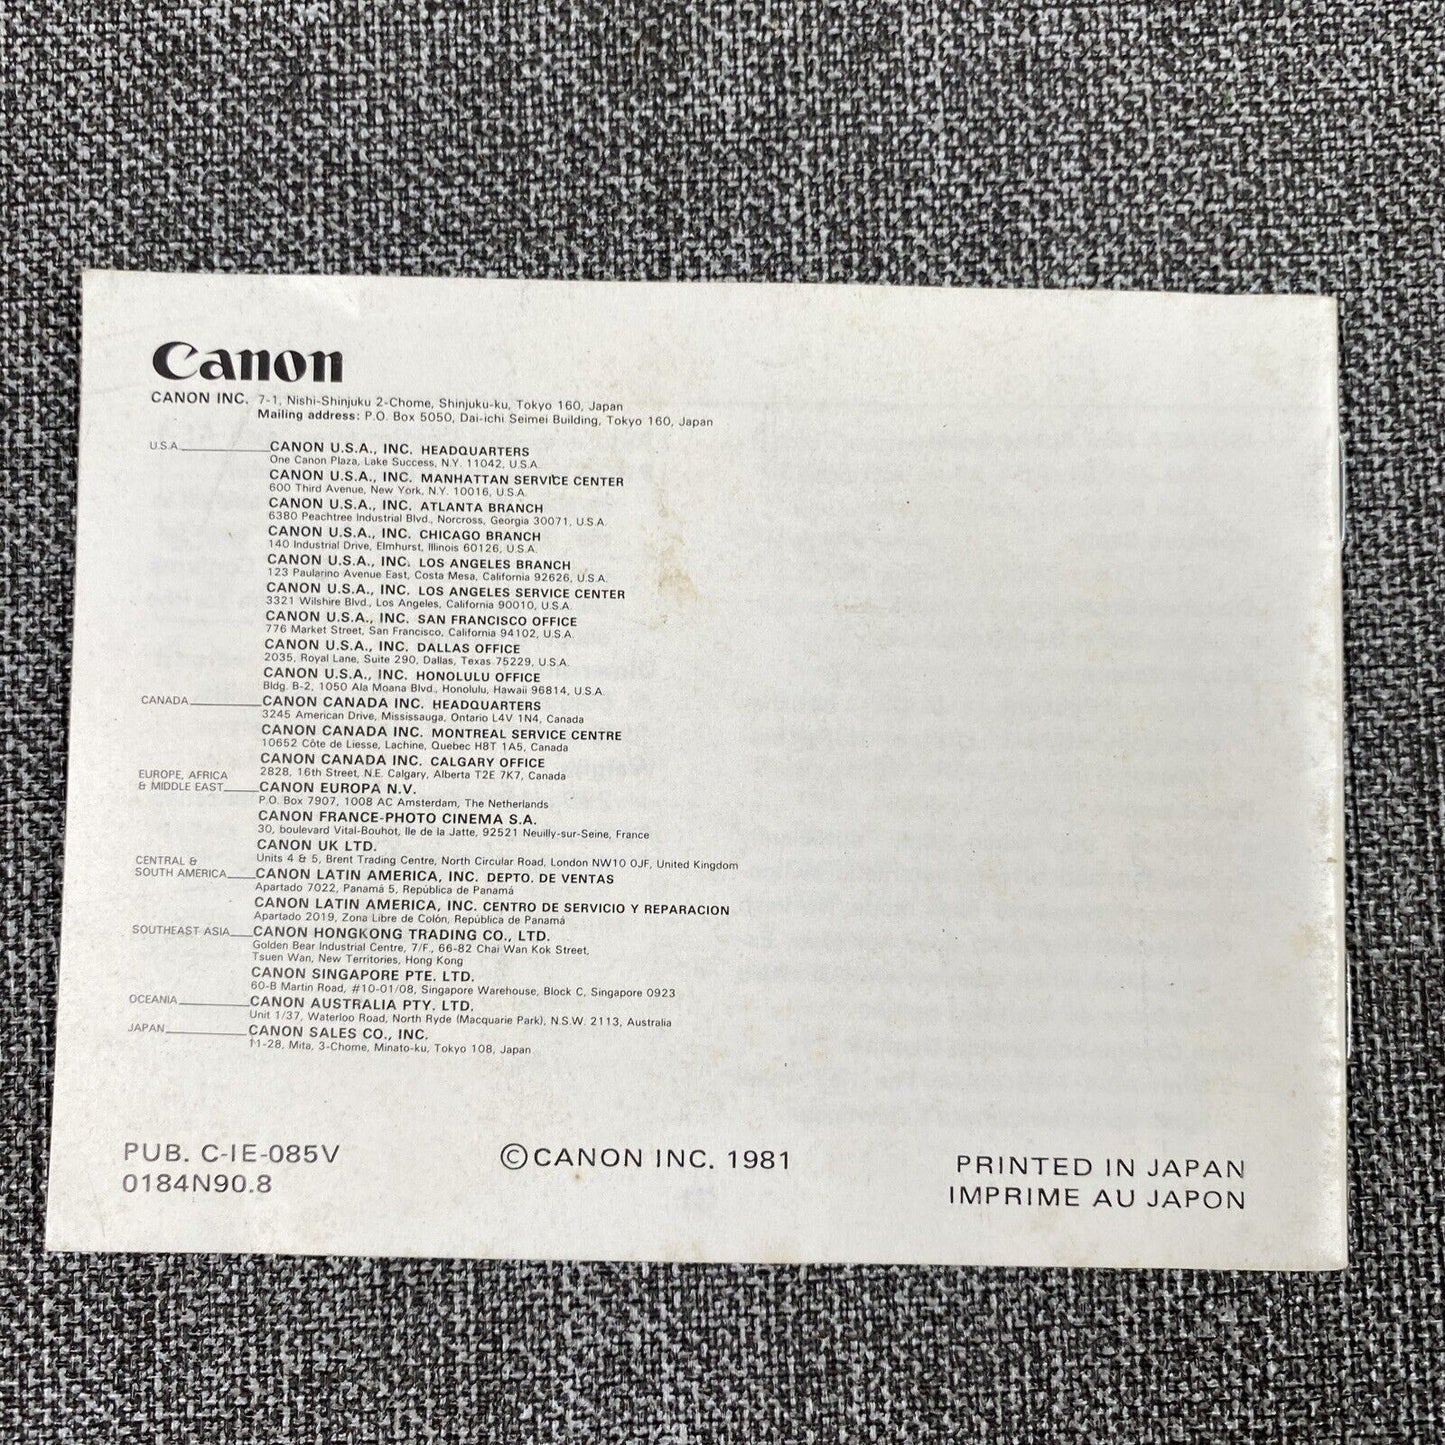 Canon
CANON INC. 7-1, Nishi-Shinjuku 2-Chome, Shinjuku-ku, Tokyo 160, Japan
Mailing address: P.O. Box 5050, Dai-ichi Seimei Building, Tokyo 160, Japan
U.S.A. CANON U.S.A., INC. HEADQUARTERS
One Canon Plaza, Lake Success, N.Y. 11042, U.S.A.
CANON U.S.A., INC. MANHATTAN SERVICE CENTER
600 Third Avenue, New York, N.Y. 10016, U.S.A.
CANON U.S.A., INC. ATLANTA BRANCH
6380 Peachtree Industrial Blvd., Norcross, Georgia 30071, U.S.A.
CANON U.S.A., INC. CHICAGO BRANCH
140 Industrial Drive, Elmhurst, Illinois 60126, U.S.A.
CANON U.S.A., INC. LOS ANGELES BRANCH
123 Paularino Avenue East, Costa Mesa, California 92626, U.S.A.
CANON U.S.A., INC. LOS ANGELES SERVICE CENTER
3321 Wilshire Blvd., Los Angeles, California 90010, U.S.A.
CANON U.S.A., INC. SAN FRANCISCO OFFICE
776 Market Street, San Francisco, California 94102, U.S.A.
CANON U.S.A., INC. DALLAS OFFICE
2035, Royal Lane, Suite 290, Dallas, Texas 75229, U.S.A.
CANON U.S.A., INC. HONOLULU OFFICE
Bldg. B-2, 1050 Ala Moana Blvd., Honolulu, Hawaii 96814, U.S.A.
CANADA CANON CANADA INC. HEADQUARTERS
3245 American Drive, Mississauga, Ontario L4V 1N4, Canada
CANON CANADA INC. MONTREAL SERVICE CENTRE
10652 Côte de Liesse, Lachine, Quebec H8T 1A5, Canada
CANON CANADA INC. CALGARY OFFICE
2828, 16th Street, N.E. Calgary, Alberta T2E 7K7, Canada
EUROPE, AFRICA
& MIDDLE EAST CANON EUROPA N.V.
P.O. Box 7907, 1008 AC Amsterdam, The Netherlands
CANON FRANCE-PHOTO CINEMA S.A.
30, boulevard Vital-Bouhot, Ile de la Jatte, 92521 Neuilly-sur-Seine, France
CANON UK LTD.
Units 4 & 5, Brent Trading Centre, North Circular Road, London NW10 0JF, United Kingdom
CENTRAL &
SOUTH AMERICA CANON LATIN AMERICA, INC. DEPTO. DE VENTAS
Apartado 7022, Panamá 5, República de Panamá
CANON LATIN AMERICA, INC. CENTRO DE SERVICIO Y REPARACION
Apartado 2019, Zona Libre de Colón, República de Panamá
SOUTHEAST ASIA CANON HONGKONG TRADING CO., LTD.
Golden Bear Industrial Centre, 7/F., 66-82 Chai Wan Kok Street,
Tsuen Wan, New Territories, Hong Kong
CANON SINGAPORE PTE. LTD.
60-B Martin Road, #10-01/08, Singapore Warehouse, Block C, Singapore 0923
OCEANIA CANON AUSTRALIA PTY. LTD.
Unit 1/37, Waterloo Road, North Ryde (Macquarie Park), N.S.W. 2113, Australia
JAPAN CANON SALES CO., INC.
11-28, Mita, 3-Chome, Minato-ku, Tokyo 108, Japan
PUB. C-IE-085V
0184N90.8
©CANON INC. 1981
PRINTED IN JAPAN
IMPRIME AU JAPON